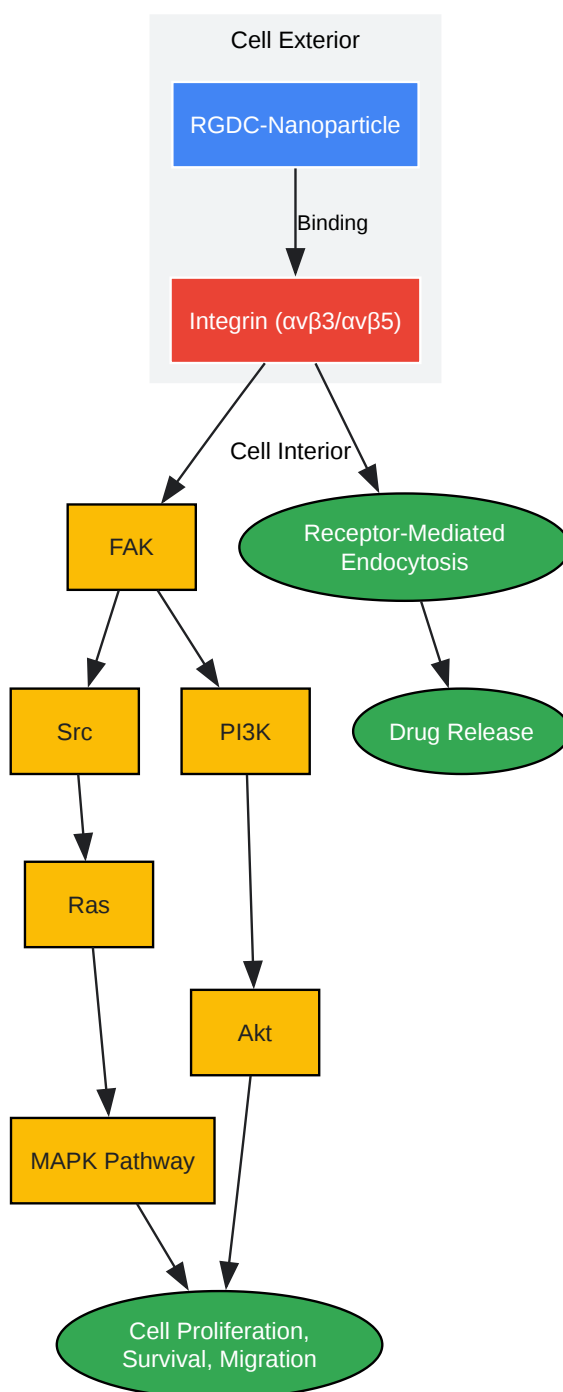 Cell Exterior
RGDC-Nanoparticle
Binding
Integrin (αvβ3/αvβ5)
Cell Interior
FAK
Receptor-Mediated
Endocytosis
Src
PI3K
Drug Release
Ras
Akt
MAPK Pathway
Cell Proliferation,
Survival, Migration